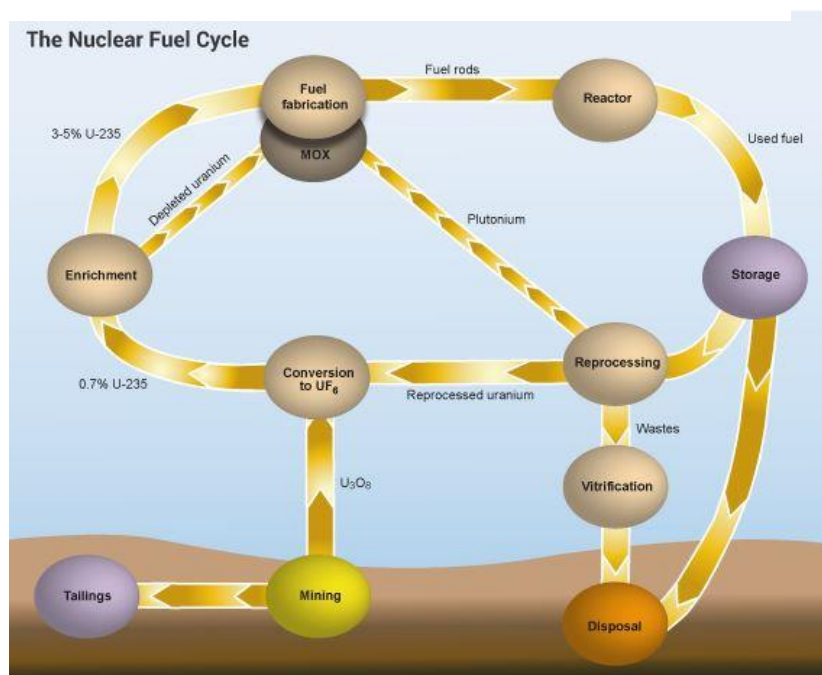 The Nuclear Fuel Cycle
Fuel rods
Fuel
fabrication
Reactor
3-5% U-235
Used fuel
MOX
Depleted uranium
Plutonium
Enrichment
Storage
Conversion
to UF₆
Reprocessing
0.7% U-235
Reprocessed uranium
Wastes
U₃O₈
Vitrification
Tailings
Mining
Disposal